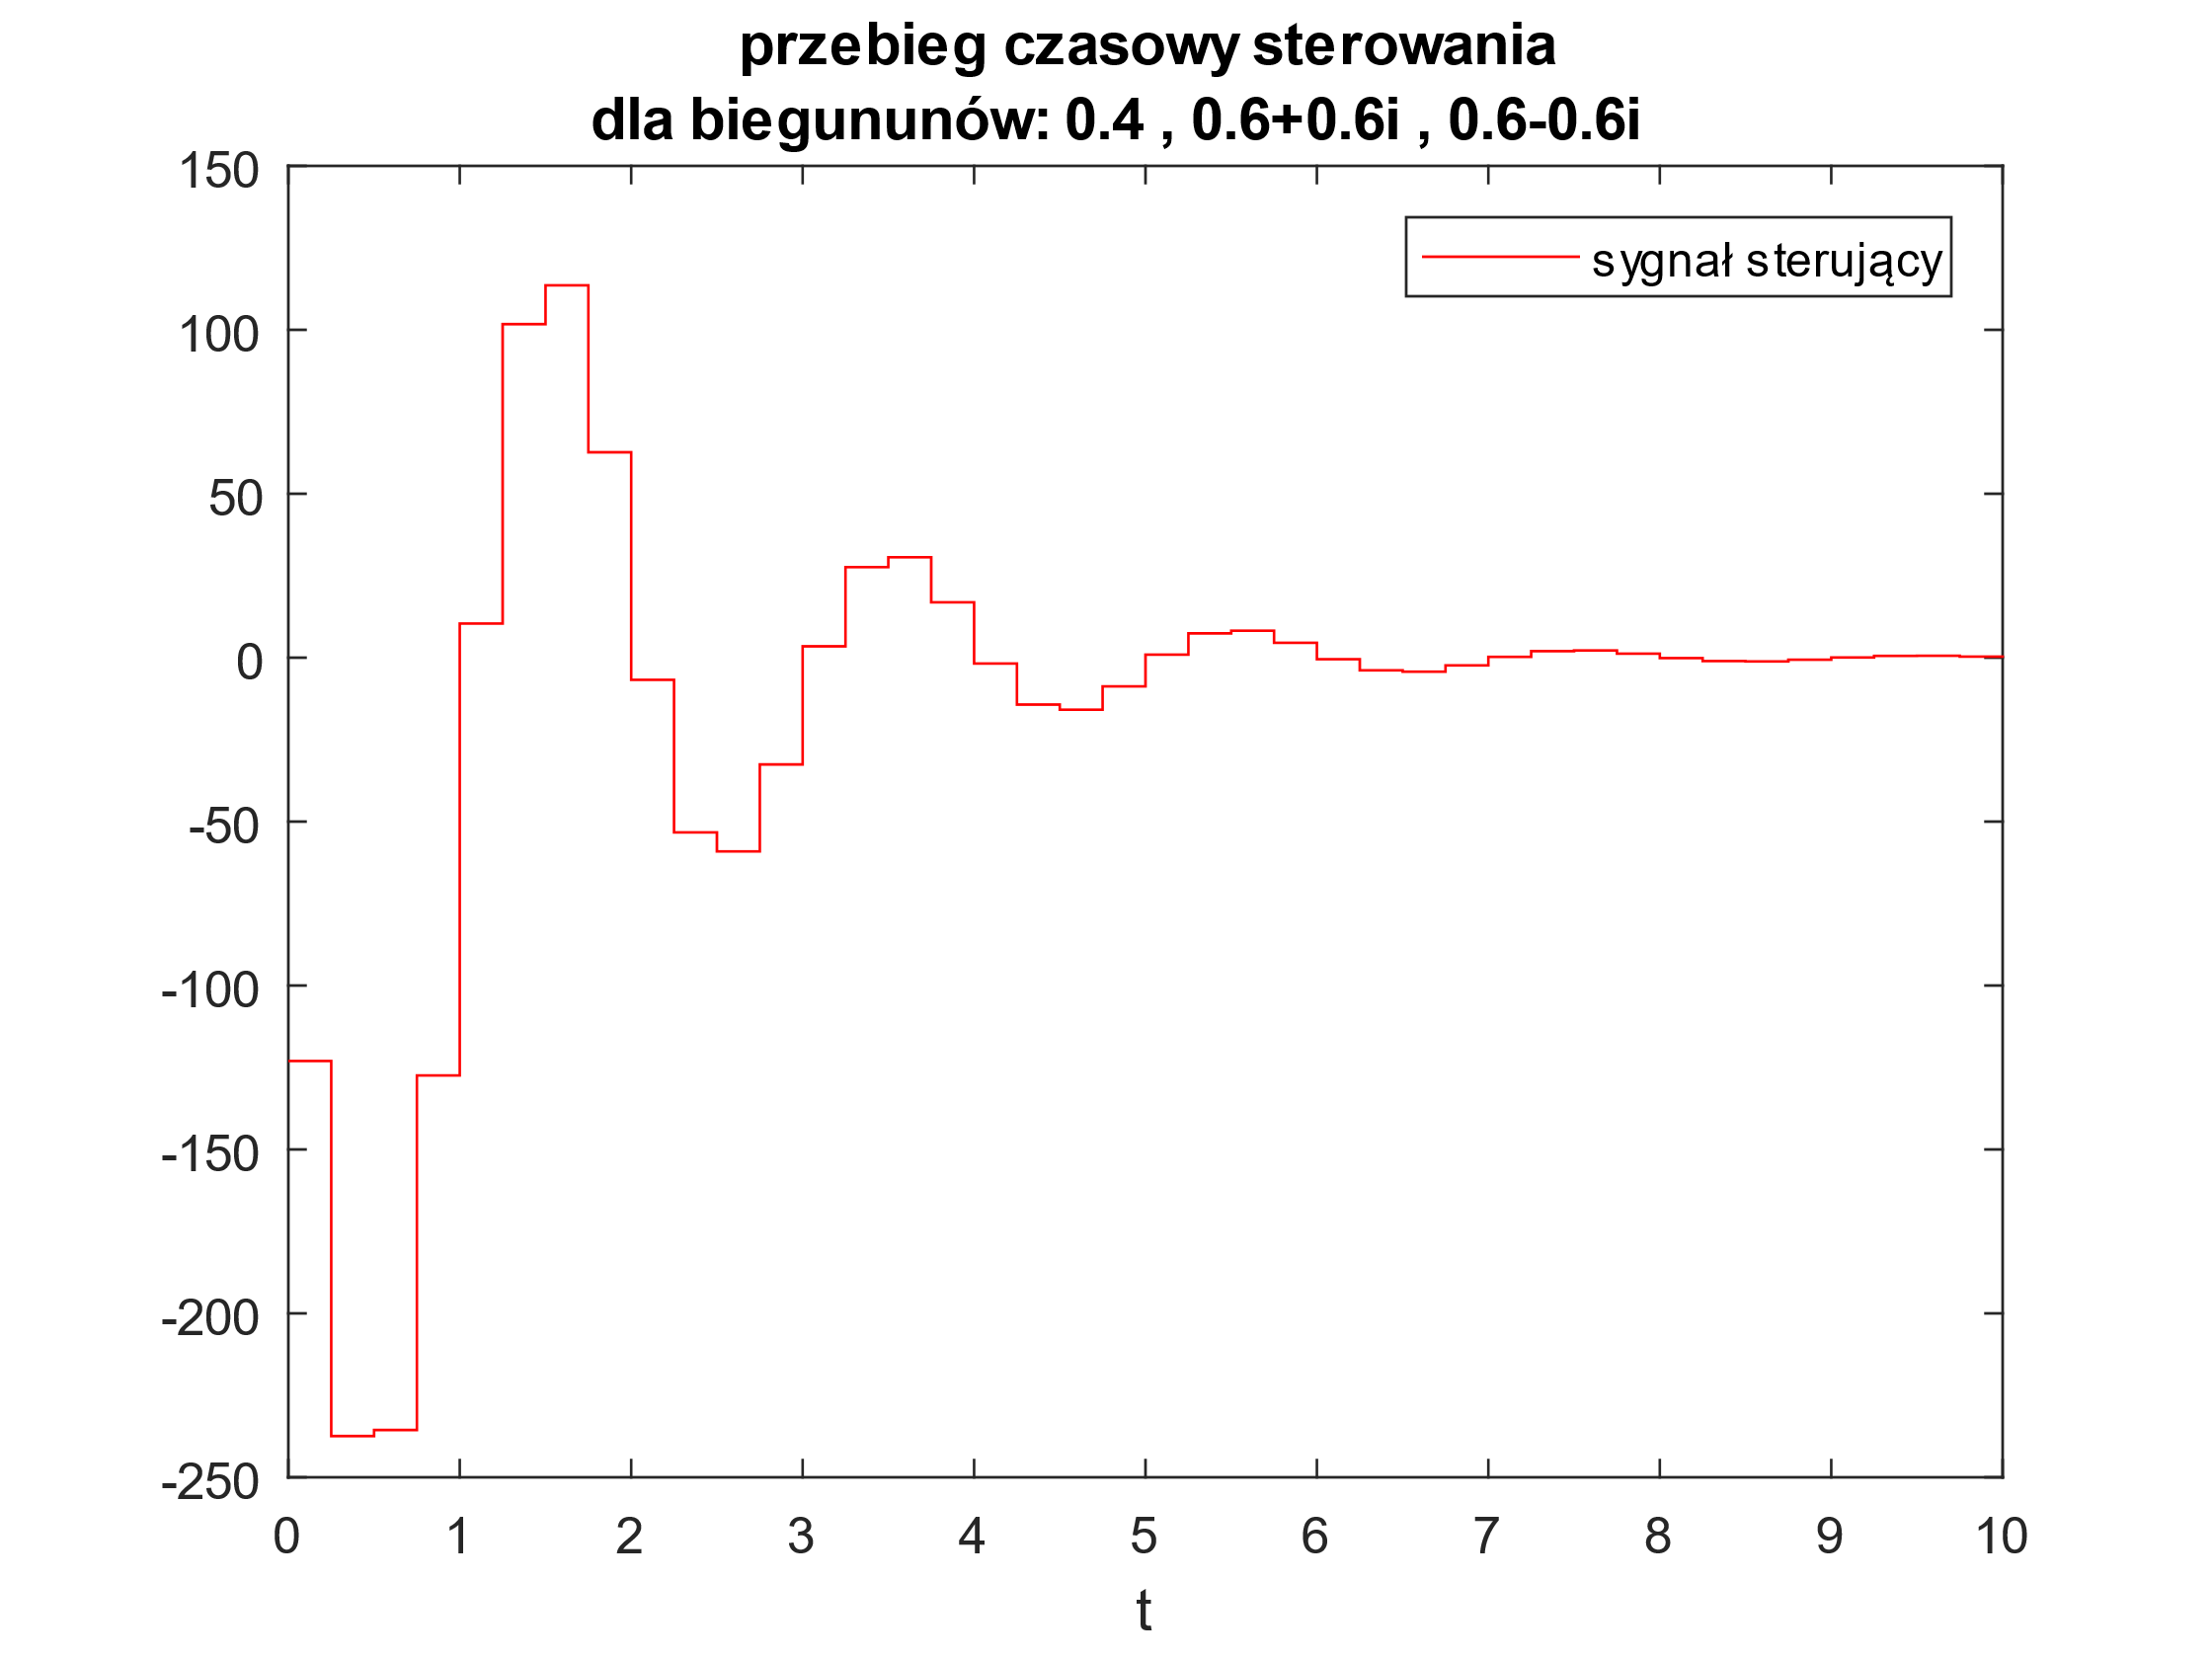 przebieg czasowy sterowania
dla biegununów: 0.4 , 0.6+0.6i , 0.6-0.6i
150
100
50
0
-50
-100
-150
-200
-250
sygnał sterujący
0 1 2 3 4 5 6 7 8 9 10
t